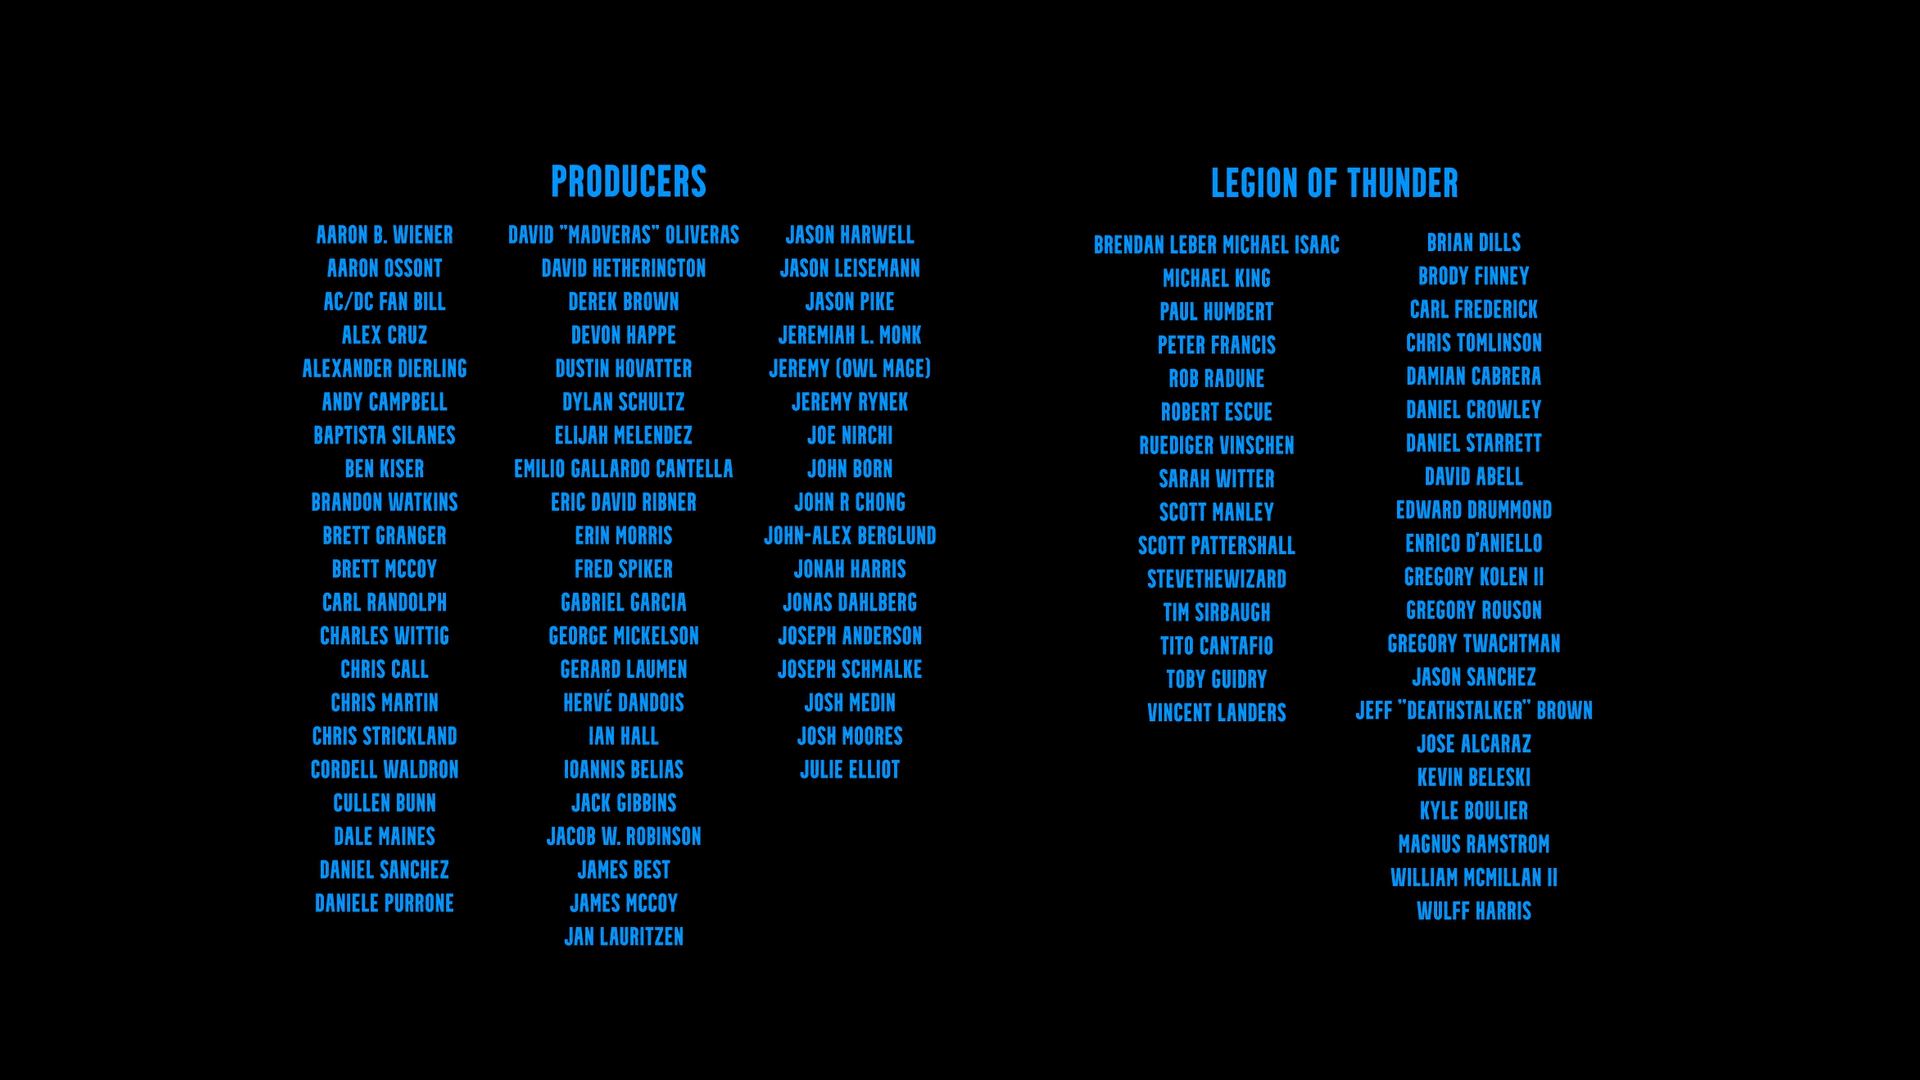 PRODUCERS
AARON B. WIENER
AARON OSSONT
AC/DC FAN BILL
ALEX CRUZ
ALEXANDER DIERLING
ANDY CAMPBELL
BAPTISTA SILANES
BEN KISER
BRANDON WATKINS
BRETT GRANGER
BRETT MCCOY
CARL RANDOLPH
CHARLES WITTIG
CHRIS CALL
CHRIS MARTIN
CHRIS STRICKLAND
CORDELL WALDRON
CULLEN BUNN
DALE MAINES
DANIEL SANCHEZ
DANIELE PURRONE
DAVID "MADVERAS" OLIVERAS
DAVID HETHERINGTON
DEREK BROWN
DEVON HAPPE
DUSTIN HOVATTER
DYLAN SCHULTZ
ELIJAH MELENDEZ
EMILIO GALLARDO CANTELLA
ERIC DAVID RIBNER
ERIN MORRIS
FRED SPIKER
GABRIEL GARCIA
GEORGE MICKELSON
GERARD LAUMEN
HERVÉ DANDOIS
IAN HALL
IOANNIS BELIAS
JACK GIBBINS
JACOB W. ROBINSON
JAMES BEST
JAMES MCCOY
JAN LAURITZEN
JASON HARWELL
JASON LEISEMANN
JASON PIKE
JEREMIAH L. MONK
JEREMY (OWL MAGE)
JEREMY RYNEK
JOE NIRCHI
JOHN BORN
JOHN R CHONG
JOHN-ALEX BERGLUND
JONAH HARRIS
JONAS DAHLBERG
JOSEPH ANDERSON
JOSEPH SCHMALKE
JOSH MEDIN
JOSH MOORES
JULIE ELLIOT
LEGION OF THUNDER
BRENDAN LEBER MICHAEL ISAAC
MICHAEL KING
PAUL HUMBERT
PETER FRANCIS
ROB RADUNE
ROBERT ESCUE
RUEDIGER VINSCHEN
SARAH WITTER
SCOTT MANLEY
SCOTT PATTERSHALL
STEVETHEWIZARD
TIM SIRBAUGH
TITO CANTAFIO
TOBY GUIDRY
VINCENT LANDERS
BRIAN DILLS
BRODY FINNEY
CARL FREDERICK
CHRIS TOMLINSON
DAMIAN CABRERA
DANIEL CROWLEY
DANIEL STARRETT
DAVID ABELL
EDWARD DRUMMOND
ENRICO D'ANIELLO
GREGORY KOLEN II
GREGORY ROUSON
GREGORY TWACHTMAN
JASON SANCHEZ
JEFF "DEATHSTALKER" BROWN
JOSE ALCARAZ
KEVIN BELESKI
KYLE BOULIER
MAGNUS RAMSTROM
WILLIAM MCMILLAN II
WULFF HARRIS